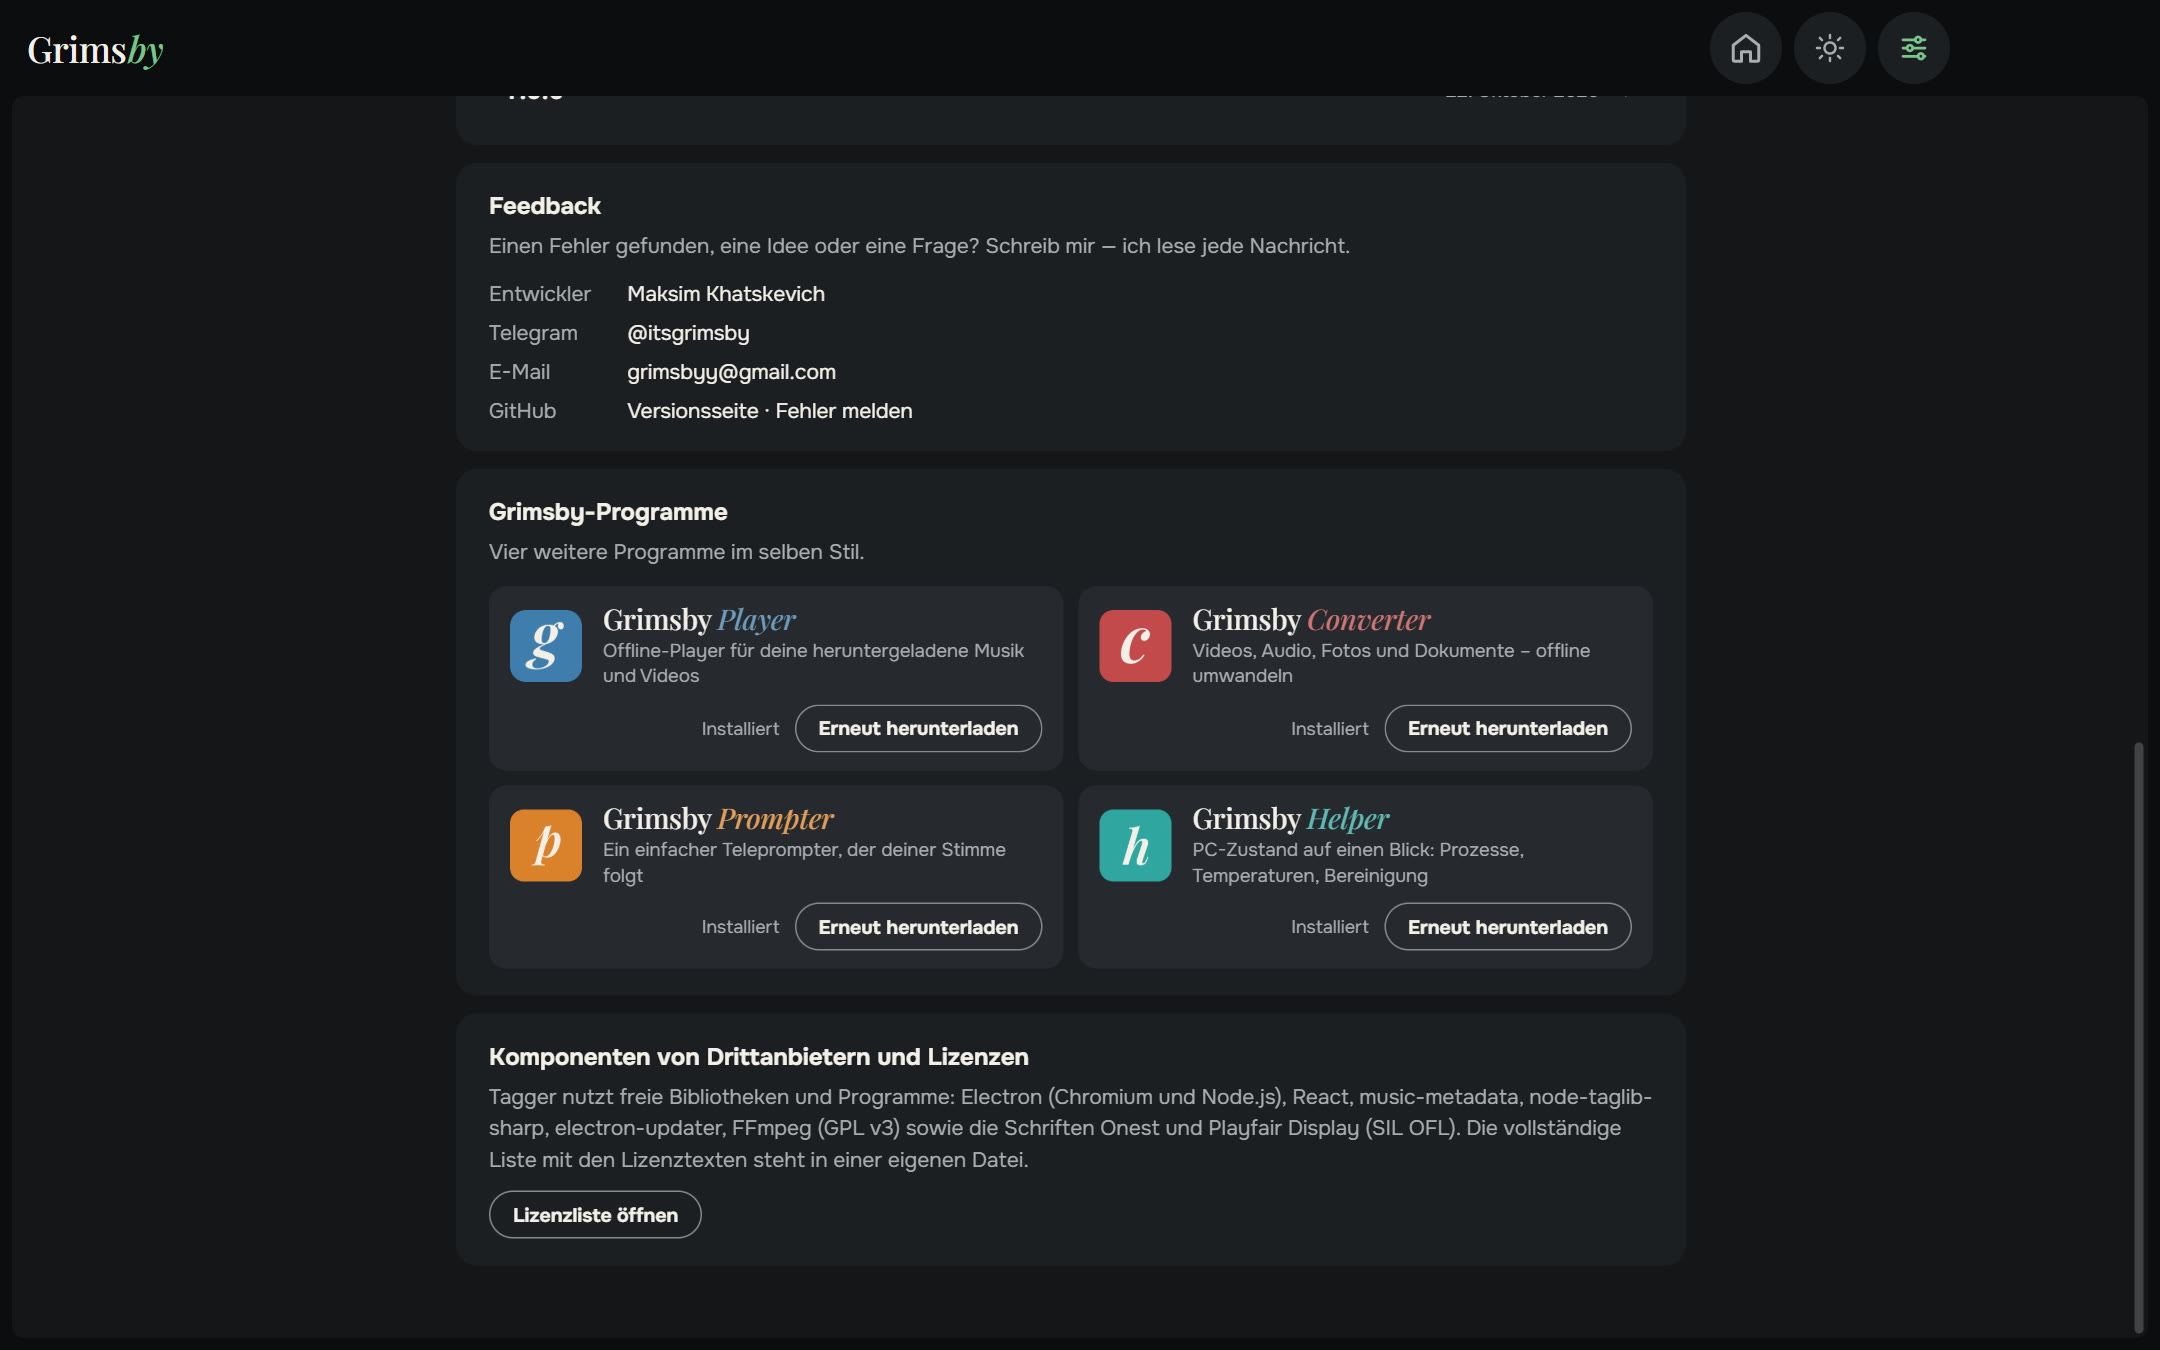 Grimsby
Feedback
Einen Fehler gefunden, eine Idee oder eine Frage? Schreib mir — ich lese jede Nachricht.
Entwickler Maksim Khatskevich
Telegram @itsgrimsby
E-Mail grimsbyy@gmail.com
GitHub Versionsseite · Fehler melden
Grimsby-Programme
Vier weitere Programme im selben Stil.
g
Grimsby Player
Offline-Player für deine heruntergeladene Musik
und Videos
Installiert Erneut herunterladen
c
Grimsby Converter
Videos, Audio, Fotos und Dokumente – offline
umwandeln
Installiert Erneut herunterladen
p
Grimsby Prompter
Ein einfacher Teleprompter, der deiner Stimme
folgt
Installiert Erneut herunterladen
h
Grimsby Helper
PC-Zustand auf einen Blick: Prozesse,
Temperaturen, Bereinigung
Installiert Erneut herunterladen
Komponenten von Drittanbietern und Lizenzen
Tagger nutzt freie Bibliotheken und Programme: Electron (Chromium und Node.js), React, music-metadata, node-taglib-
sharp, electron-updater, FFmpeg (GPL v3) sowie die Schriften Onest und Playfair Display (SIL OFL). Die vollständige
Liste mit den Lizenztexten steht in einer eigenen Datei.
Lizenzliste öffnen